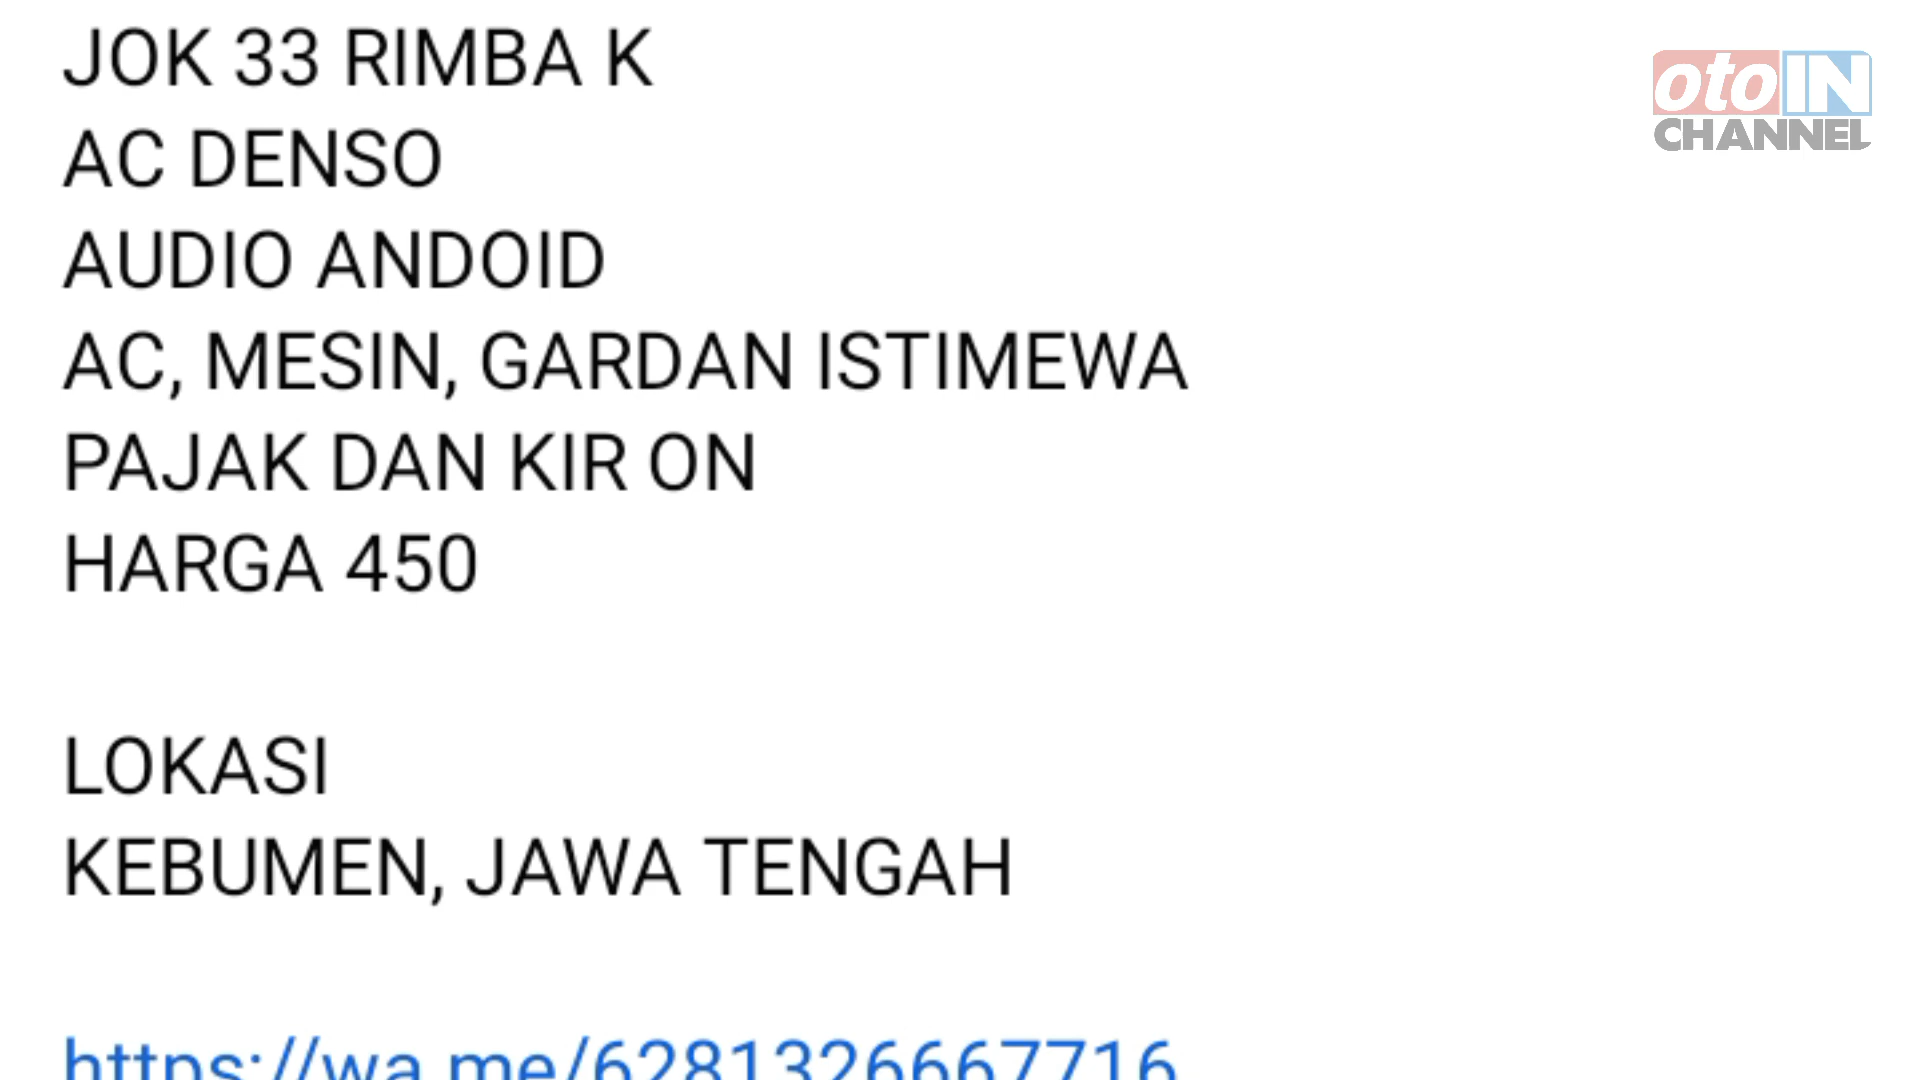 JOK 33 RIMBA K
AC DENSO
AUDIO ANDOID
AC, MESIN, GARDAN ISTIMEWA
PAJAK DAN KIR ON
HARGA 450
LOKASI
KEBUMEN, JAWA TENGAH
https://wa.me/6281326667716
otoIN
CHANNEL